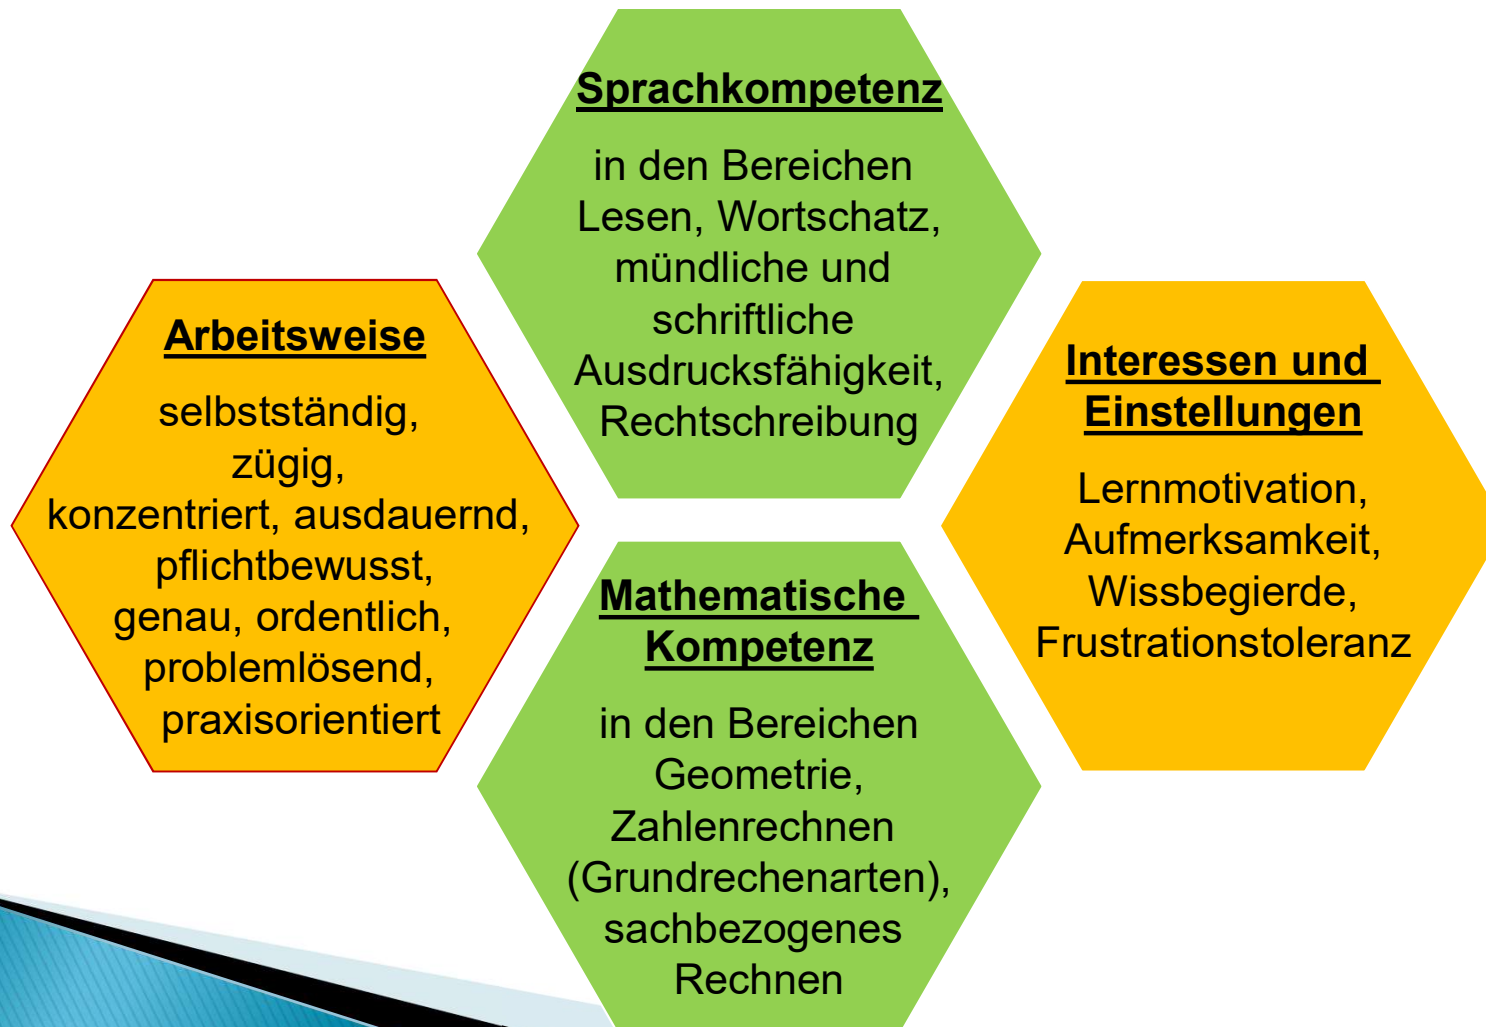 Sprachkompetenz
in den Bereichen
Lesen, Wortschatz,
mündliche und
schriftliche
Ausdrucksfähigkeit,
Rechtschreibung
Arbeitsweise
selbstständig,
zügig,
konzentriert, ausdauernd,
pflichtbewusst,
genau, ordentlich,
problemlösend,
praxisorientiert
Interessen und
Einstellungen
Lernmotivation,
Aufmerksamkeit,
Wissbegierde,
Frustrationstoleranz
Mathematische
Kompetenz
in den Bereichen
Geometrie,
Zahlenrechnen
(Grundrechenarten),
sachbezogenes
Rechnen